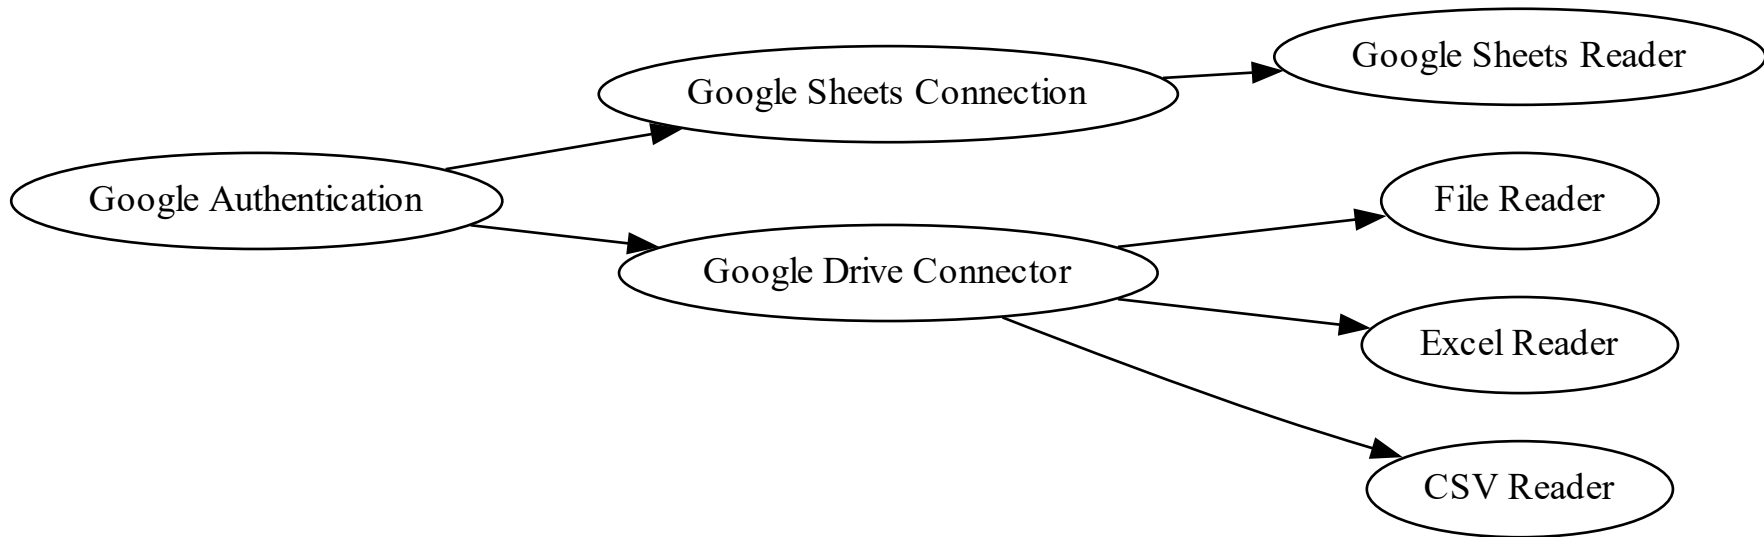 Google Sheets Reader
Google Sheets Connection
Google Authentication
File Reader
Google Drive Connector
Excel Reader
CSV Reader